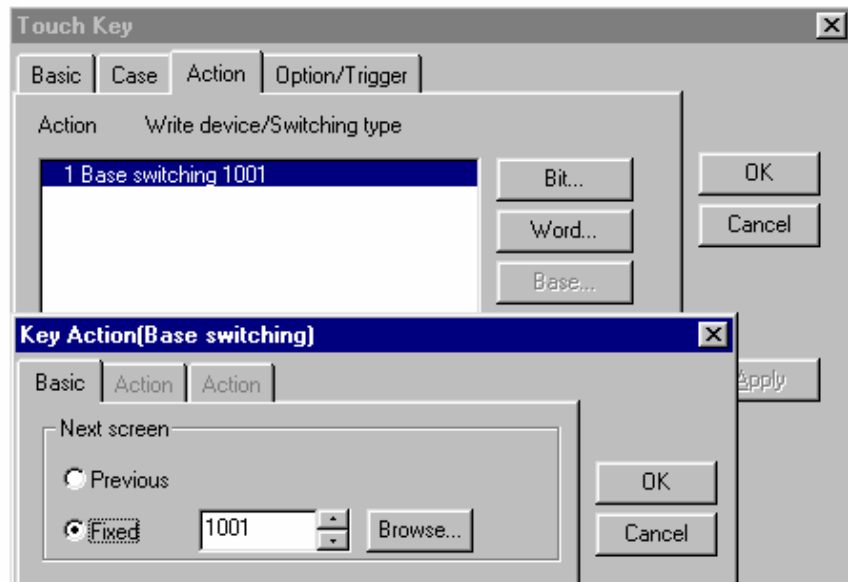 Touch Key
Basic Case Action Option/Trigger
Action Write device/Switching type
1 Base switching 1001
Bit...
OK
Word...
Cancel
Base...
Key Action(Base switching)
Basic Action Action
Apply
Next screen
Previous
OK
Fixed 1001 Browse...
Cancel